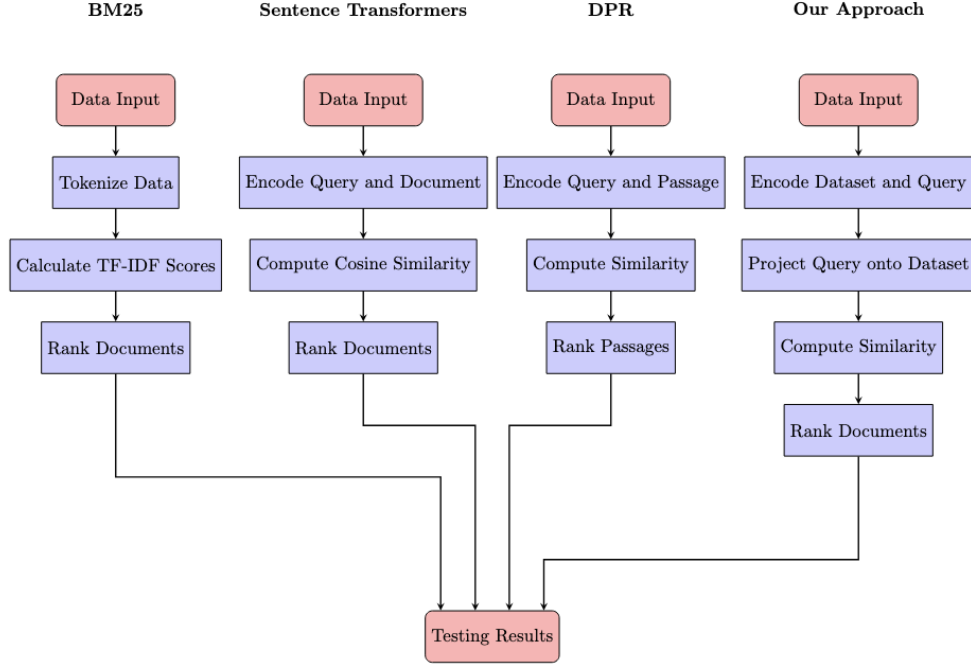 BM25
Sentence Transformers
DPR
Our Approach
Data Input
Data Input
Data Input
Data Input
Tokenize Data
Encode Query and Document
Encode Query and Passage
Encode Dataset and Query
Calculate TF-IDF Scores
Compute Cosine Similarity
Compute Similarity
Project Query onto Dataset
Rank Documents
Rank Documents
Rank Passages
Compute Similarity
Rank Documents
Testing Results